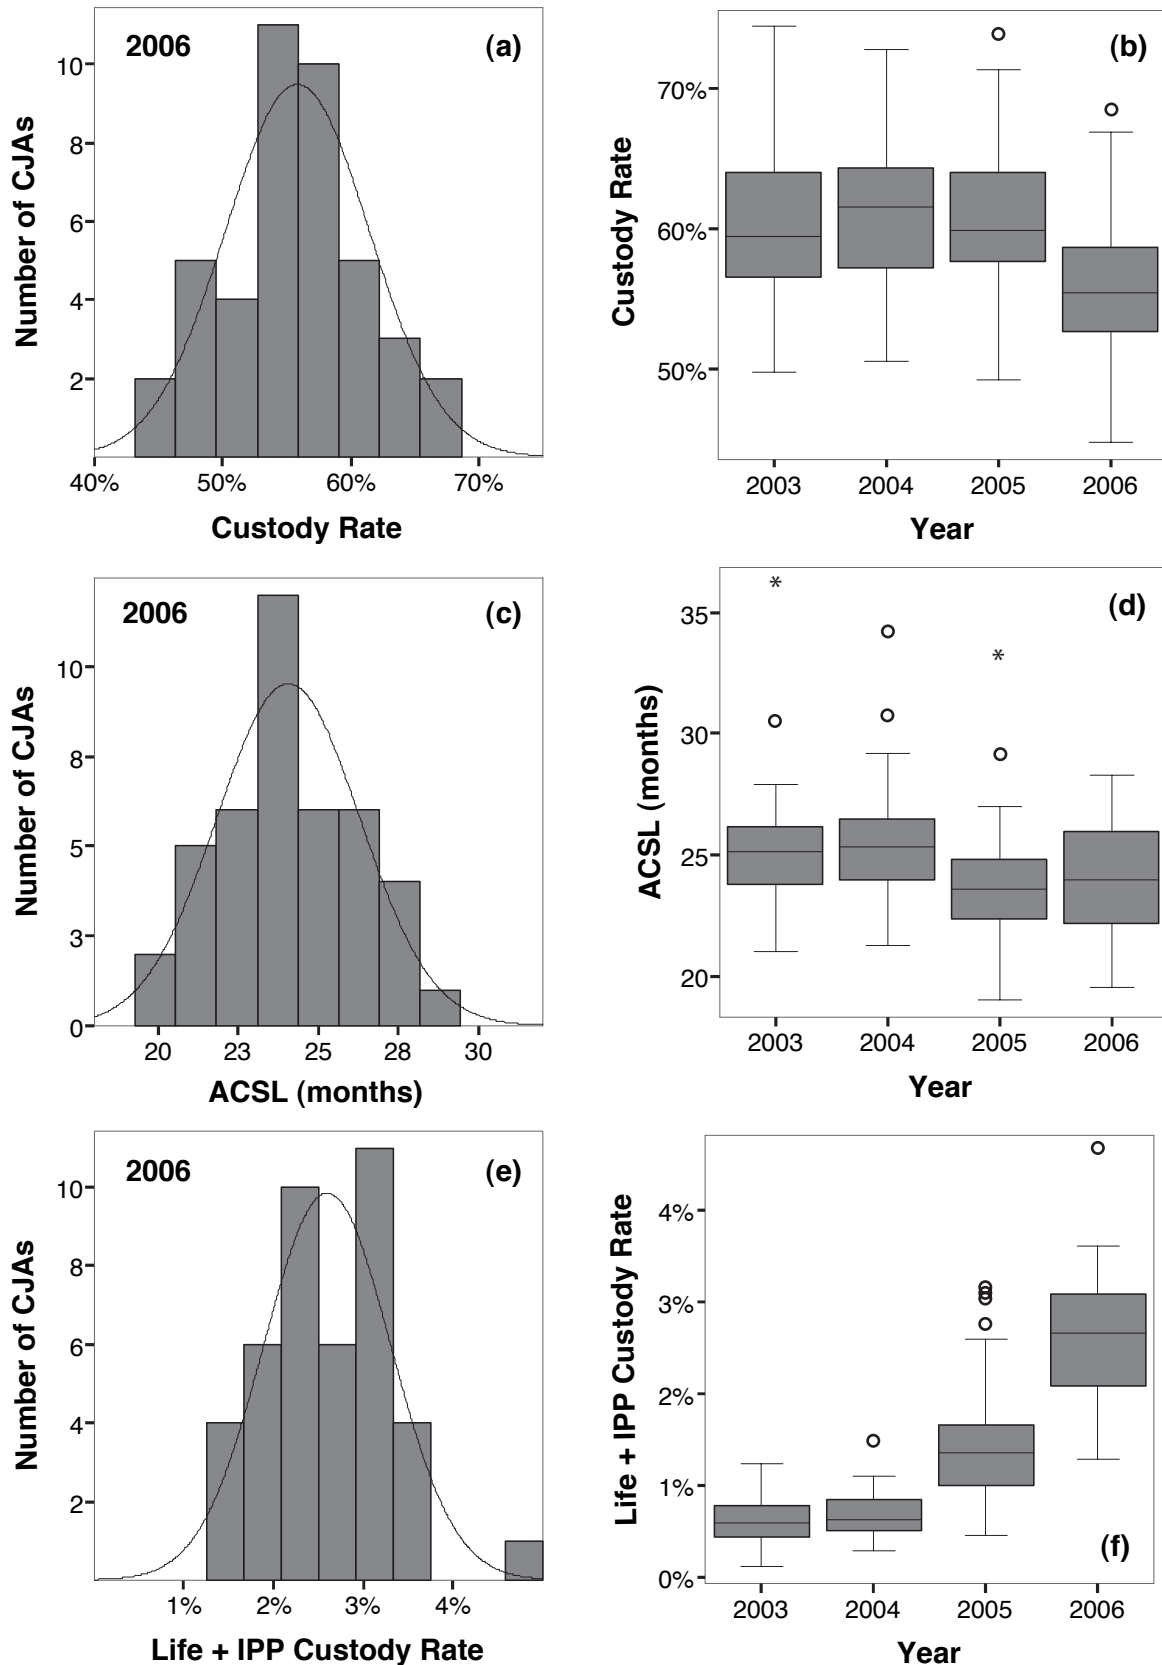 2006
(a)
10
8
6
4
2
Number of CJAs
40% 50% 60% 70%
Custody Rate
(b)
70%
60%
50%
Custody Rate
2003 2004 2005 2006
Year
2006
(c)
10
8
5
3
0
Number of CJAs
20 23 25 28 30
ACSL (months)
(d)
35
30
25
20
ACSL (months)
2003 2004 2005 2006
Year
2006
(e)
10
8
6
4
2
Number of CJAs
1% 2% 3% 4%
Life + IPP Custody Rate
4%
3%
2%
1%
0%
Life + IPP Custody Rate
(f)
2003 2004 2005 2006
Year